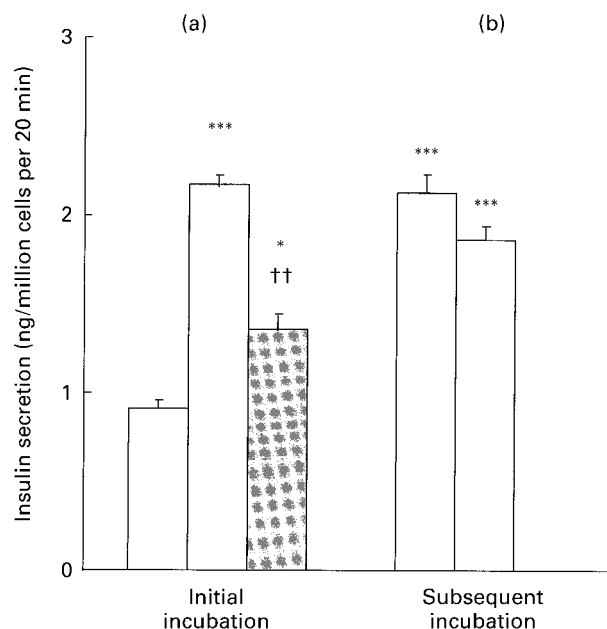 (a)
(b)
Insulin secretion (ng/million cells per 20 min)
3
2
1
0
***
*
††
***
***
Initial
incubation
Subsequent
incubation